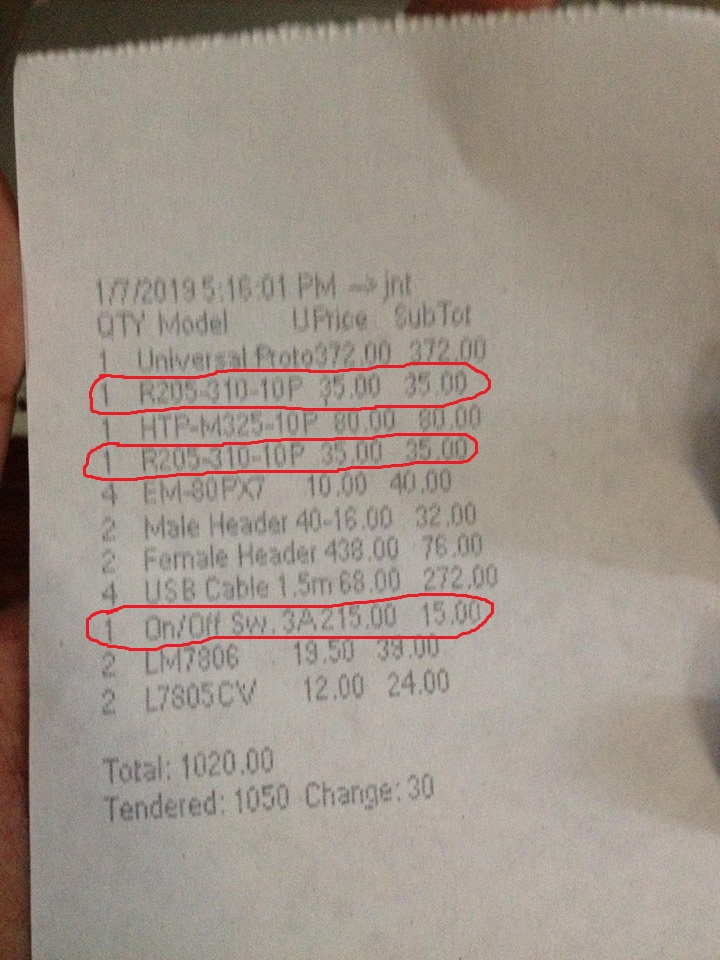 1/7/2019 5:16:01 PM --> jnt
QTY Model UPrice SubTot
1 Universal Proto372.00 372.00
1 R205-310-10P 35.00 35.00
1 HTP-M325-10P 80.00 80.00
1 R205-310-10P 35.00 35.00
4 EM-80PX7 10.00 40.00
2 Male Header 40-16.00 32.00
2 Female Header 438.00 76.00
4 USB Cable 1.5m 68.00 272.00
1 On/Off Sw. 3A 215.00 15.00
2 LM7806 19.50 39.00
2 L7805CV 12.00 24.00
Total: 1020.00
Tendered: 1050 Change: 30